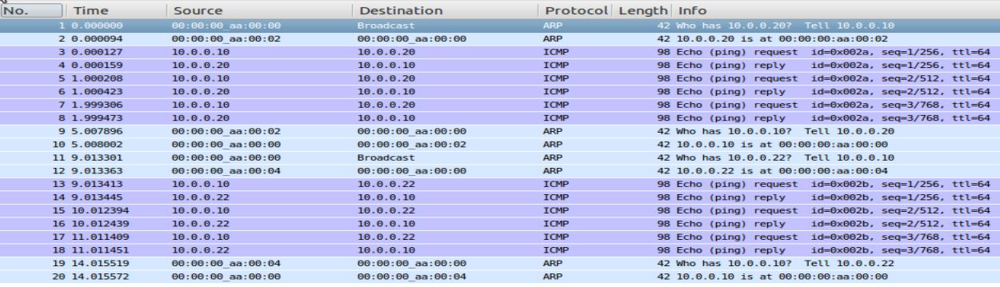 No. Time Source Destination Protocol Length Info
1 0.000000 00:00:00_aa:00:00 Broadcast ARP 42 Who has 10.0.0.20? Tell 10.0.0.10
2 0.000094 00:00:00_aa:00:02 00:00:00_aa:00:00 ARP 42 10.0.0.20 is at 00:00:00:aa:00:02
3 0.000127 10.0.0.10 10.0.0.20 ICMP 98 Echo (ping) request id=0x002a, seq=1/256, ttl=64
4 0.000159 10.0.0.20 10.0.0.10 ICMP 98 Echo (ping) reply id=0x002a, seq=1/256, ttl=64
5 1.000208 10.0.0.10 10.0.0.20 ICMP 98 Echo (ping) request id=0x002a, seq=2/512, ttl=64
6 1.000423 10.0.0.20 10.0.0.10 ICMP 98 Echo (ping) reply id=0x002a, seq=2/512, ttl=64
7 1.999306 10.0.0.10 10.0.0.20 ICMP 98 Echo (ping) request id=0x002a, seq=3/768, ttl=64
8 1.999473 10.0.0.20 10.0.0.10 ICMP 98 Echo (ping) reply id=0x002a, seq=3/768, ttl=64
9 5.007896 00:00:00_aa:00:02 00:00:00_aa:00:00 ARP 42 Who has 10.0.0.10? Tell 10.0.0.20
10 5.008002 00:00:00_aa:00:00 00:00:00_aa:00:02 ARP 42 10.0.0.10 is at 00:00:00:aa:00:00
11 9.013301 00:00:00_aa:00:00 Broadcast ARP 42 Who has 10.0.0.22? Tell 10.0.0.10
12 9.013363 00:00:00_aa:00:04 00:00:00_aa:00:00 ARP 42 10.0.0.22 is at 00:00:00:aa:00:04
13 9.013413 10.0.0.10 10.0.0.22 ICMP 98 Echo (ping) request id=0x002b, seq=1/256, ttl=64
14 9.013445 10.0.0.22 10.0.0.10 ICMP 98 Echo (ping) reply id=0x002b, seq=1/256, ttl=64
15 10.012394 10.0.0.10 10.0.0.22 ICMP 98 Echo (ping) request id=0x002b, seq=2/512, ttl=64
16 10.012439 10.0.0.22 10.0.0.10 ICMP 98 Echo (ping) reply id=0x002b, seq=2/512, ttl=64
17 11.011409 10.0.0.10 10.0.0.22 ICMP 98 Echo (ping) request id=0x002b, seq=3/768, ttl=64
18 11.011451 10.0.0.22 10.0.0.10 ICMP 98 Echo (ping) reply id=0x002b, seq=3/768, ttl=64
19 14.015519 00:00:00_aa:00:04 00:00:00_aa:00:00 ARP 42 Who has 10.0.0.10? Tell 10.0.0.22
20 14.015572 00:00:00_aa:00:00 00:00:00_aa:00:04 ARP 42 10.0.0.10 is at 00:00:00:aa:00:00